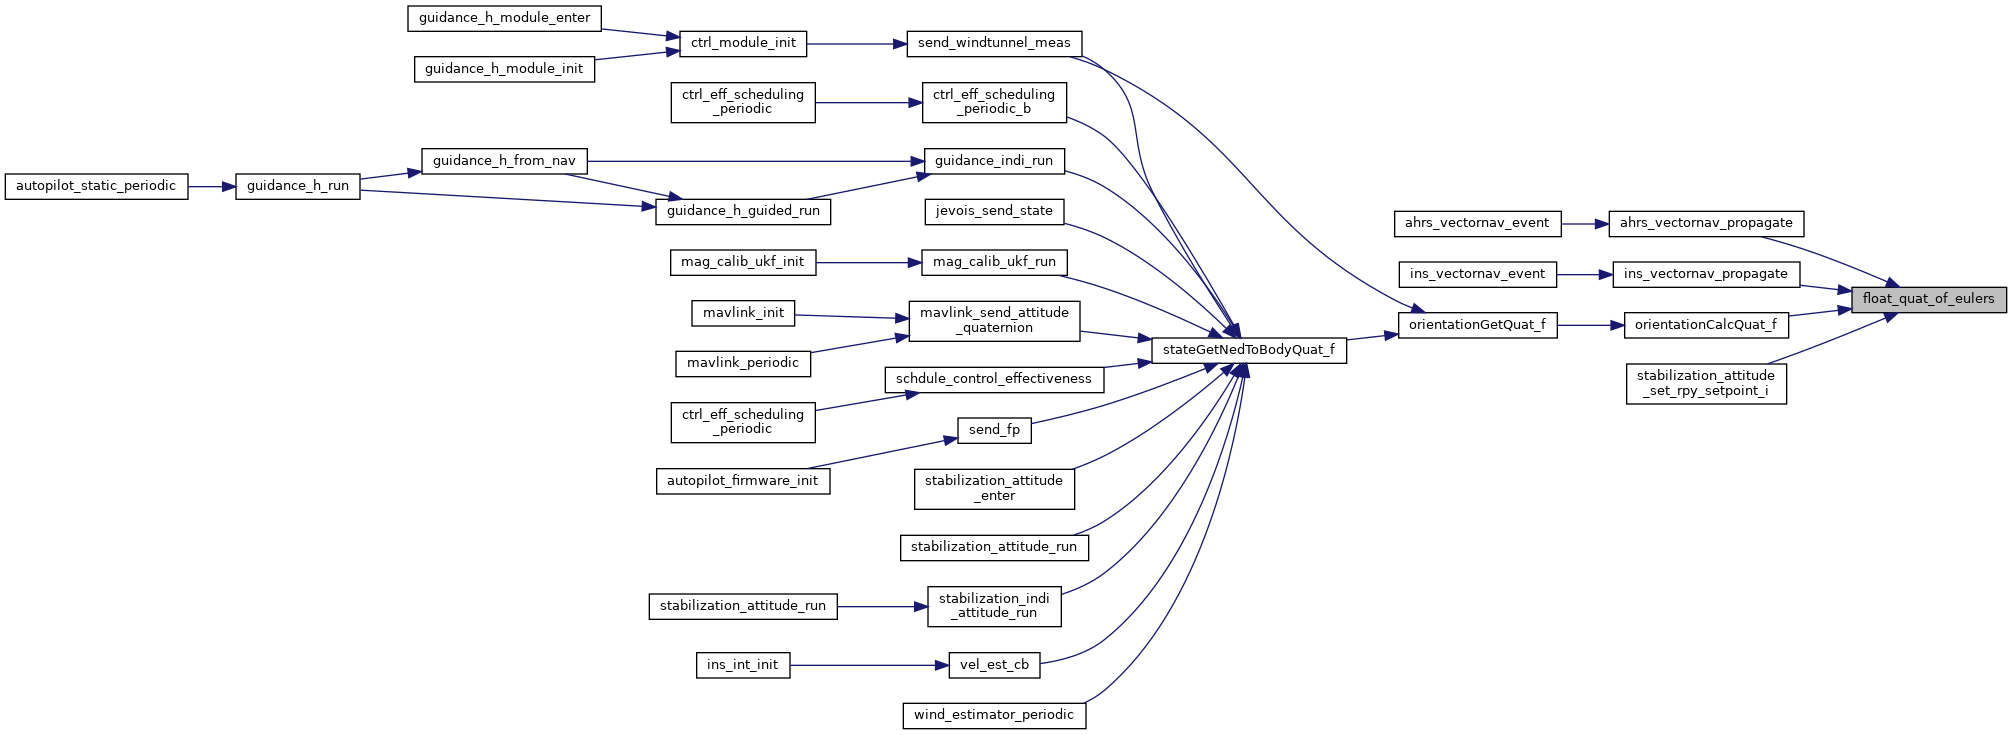 guidance_h_module_enter
ctrl_module_init
send_windtunnel_meas
guidance_h_module_init
ctrl_eff_scheduling
_periodic
ctrl_eff_scheduling
_periodic_b
autopilot_static_periodic
guidance_h_run
guidance_h_from_nav
guidance_indi_run
guidance_h_guided_run
jevois_send_state
mag_calib_ukf_init
mag_calib_ukf_run
mavlink_init
mavlink_send_attitude
_quaternion
mavlink_periodic
schdule_control_effectiveness
ctrl_eff_scheduling
_periodic
send_fp
autopilot_firmware_init
stabilization_attitude
_enter
stabilization_attitude_run
stabilization_attitude_run
stabilization_indi
_attitude_run
ins_int_init
vel_est_cb
wind_estimator_periodic
stateGetNedToBodyQuat_f
ahrs_vectornav_event
ahrs_vectornav_propagate
ins_vectornav_event
ins_vectornav_propagate
orientationGetQuat_f
orientationCalcQuat_f
stabilization_attitude
_set_rpy_setpoint_i
float_quat_of_eulers